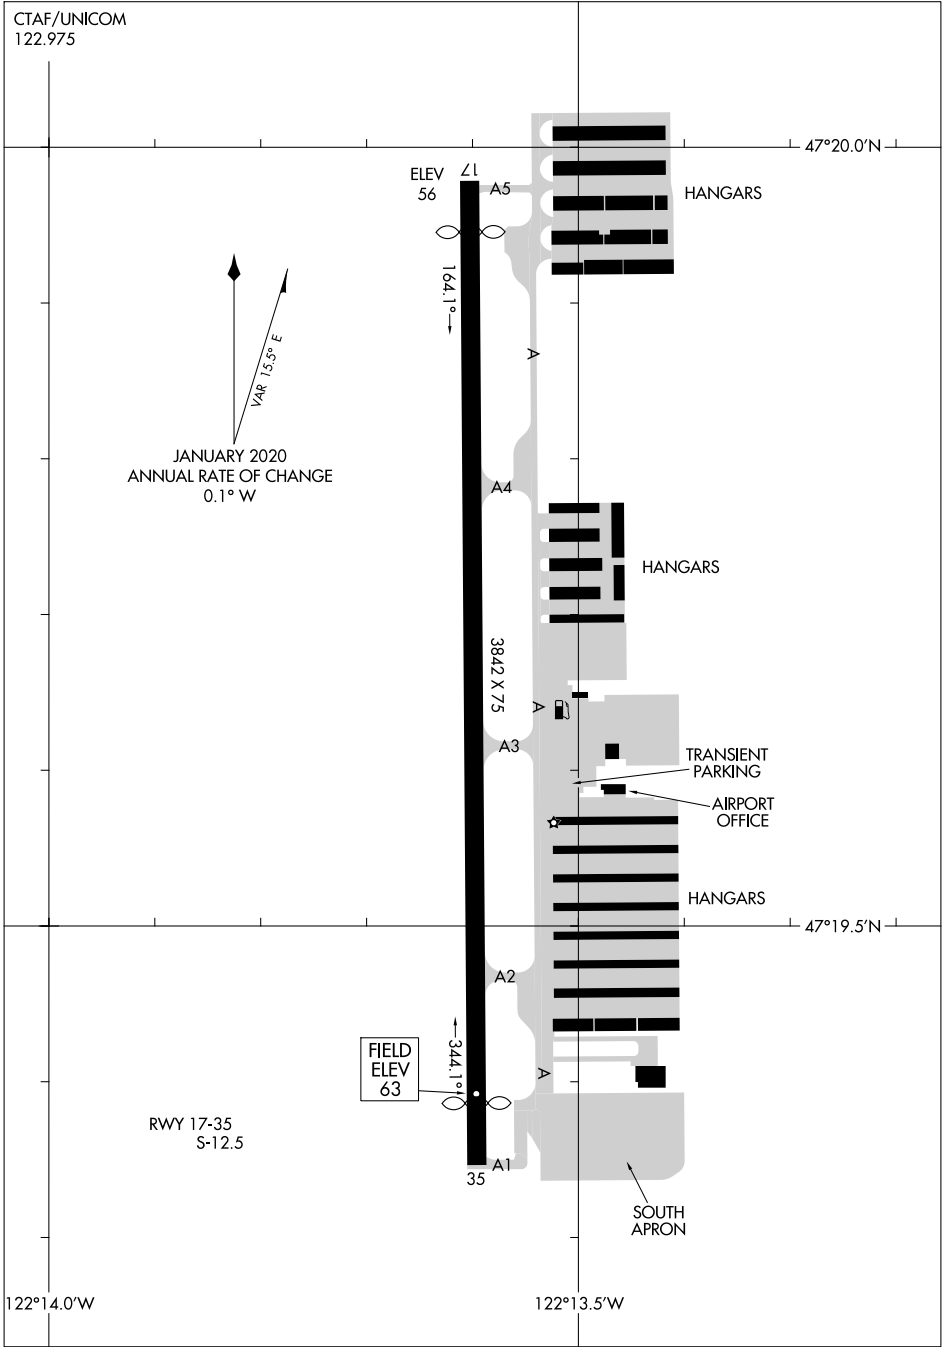 CTAF/UNICOM
122.975
47°20.0'N
ELEV
56
17
A5
HANGARS
164.1°
A
VAR 15.5° E
JANUARY 2020
ANNUAL RATE OF CHANGE
0.1° W
A4
HANGARS
3842 X 75
A
A3
TRANSIENT
PARKING
AIRPORT
OFFICE
HANGARS
47°19.5'N
A2
344.1°
A
FIELD
ELEV
63
RWY 17-35
S-12.5
A1
35
SOUTH
APRON
122°14.0'W
122°13.5'W